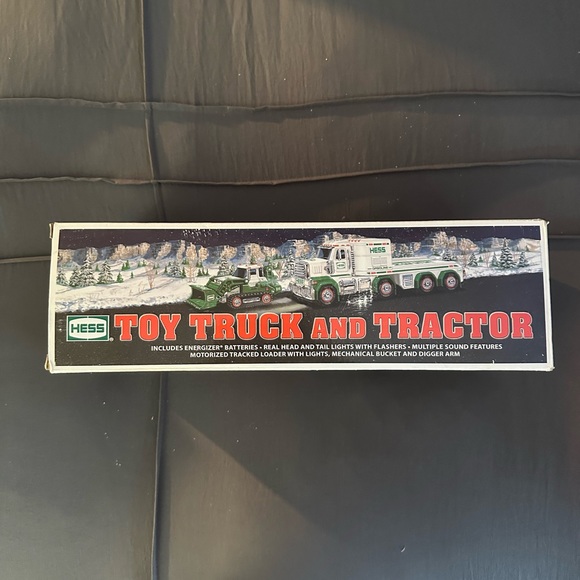 HESS
HESS TOY TRUCK AND TRACTOR
INCLUDES ENERGIZER® BATTERIES • REAL HEAD AND TAIL LIGHTS WITH FLASHERS • MULTIPLE SOUND FEATURES
MOTORIZED TRACKED LOADER WITH LIGHTS, MECHANICAL BUCKET AND DIGGER ARM